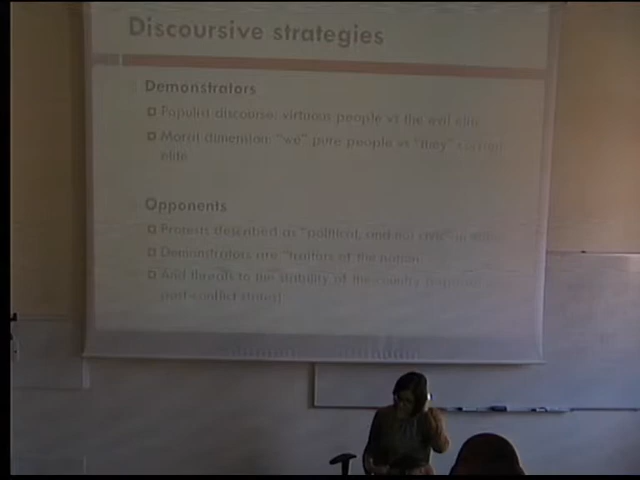 Discoursive strategies
Demonstrators
Populist discourse: virtuous people vs the evil elite
Moral dimension: "we" pure people vs "they" corrupt
elite
Opponents
Protests described as "political, and not civic" in
Demonstrators are "traitors of the nation
And threats to the stability of the country